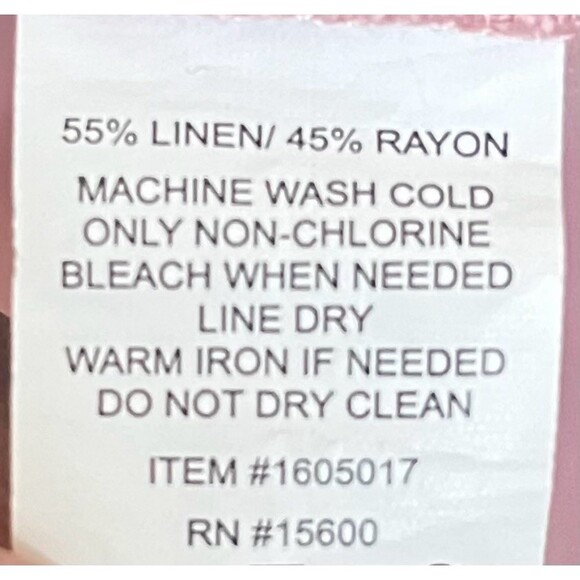 55% LINEN/ 45% RAYON
MACHINE WASH COLD
ONLY NON-CHLORINE
BLEACH WHEN NEEDED
LINE DRY
WARM IRON IF NEEDED
DO NOT DRY CLEAN
ITEM #1605017
RN #15600